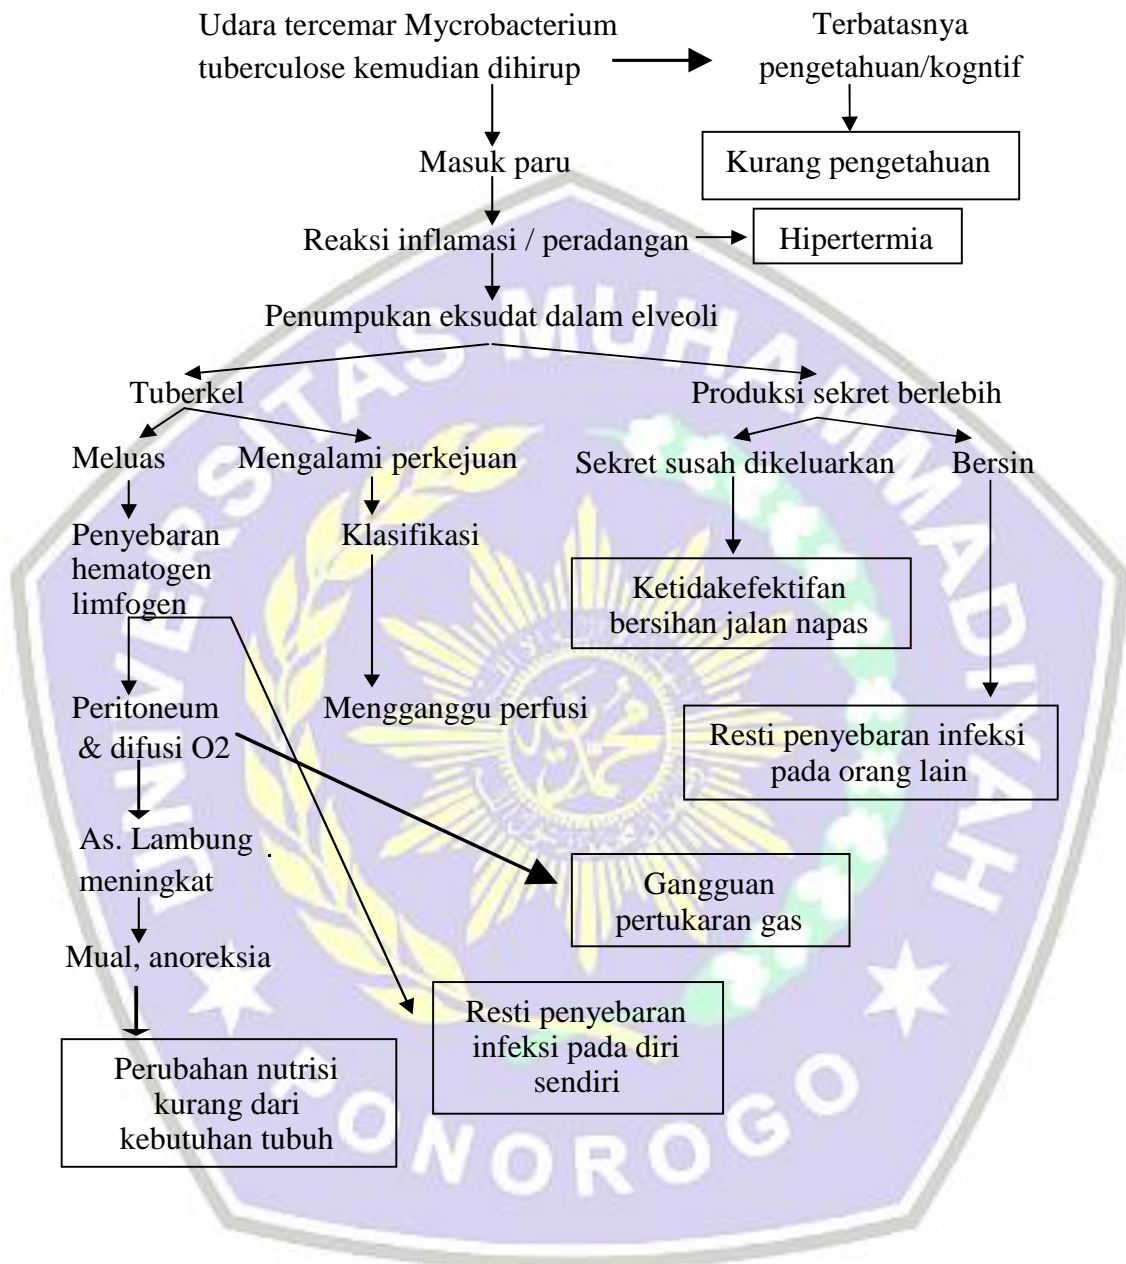 Udara tercemar Mycrobacterium
tuberculose kemudian dihirup
Terbatasnya
pengetahuan/kogntif
Masuk paru
Kurang pengetahuan
Reaksi inflamasi / peradangan
Hipertermia
Penumpukan eksudat dalam elveoli
Tuberkel
Produksi sekret berlebih
Meluas
Mengalami perkejuan
Sekret susah dikeluarkan
Bersin
Penyebaran
hematogen
limfogen
Klasifikasi
Ketidakefektifan
bersihan jalan napas
Peritoneum
& difusi O2
Mengganggu perfusi
Resti penyebaran infeksi
pada orang lain
As. Lambung
meningkat
.
Gangguan
pertukaran gas
Mual, anoreksia
Resti penyebaran
infeksi pada diri
sendiri
Perubahan nutrisi
kurang dari
kebutuhan tubuh
UNIVERSITAS MUHAMMADIYAH
PONOROGO